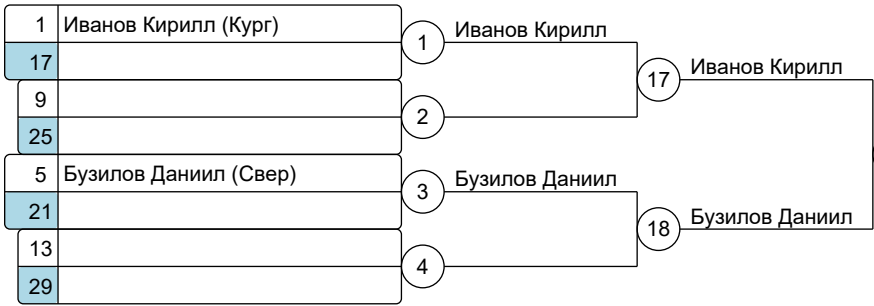 1 Иванов Кирилл (Кург)
17
1 Иванов Кирилл
9
25
2
17 Иванов Кирилл
5 Бузилов Даниил (Свер)
21
3 Бузилов Даниил
13
29
4
18 Бузилов Даниил